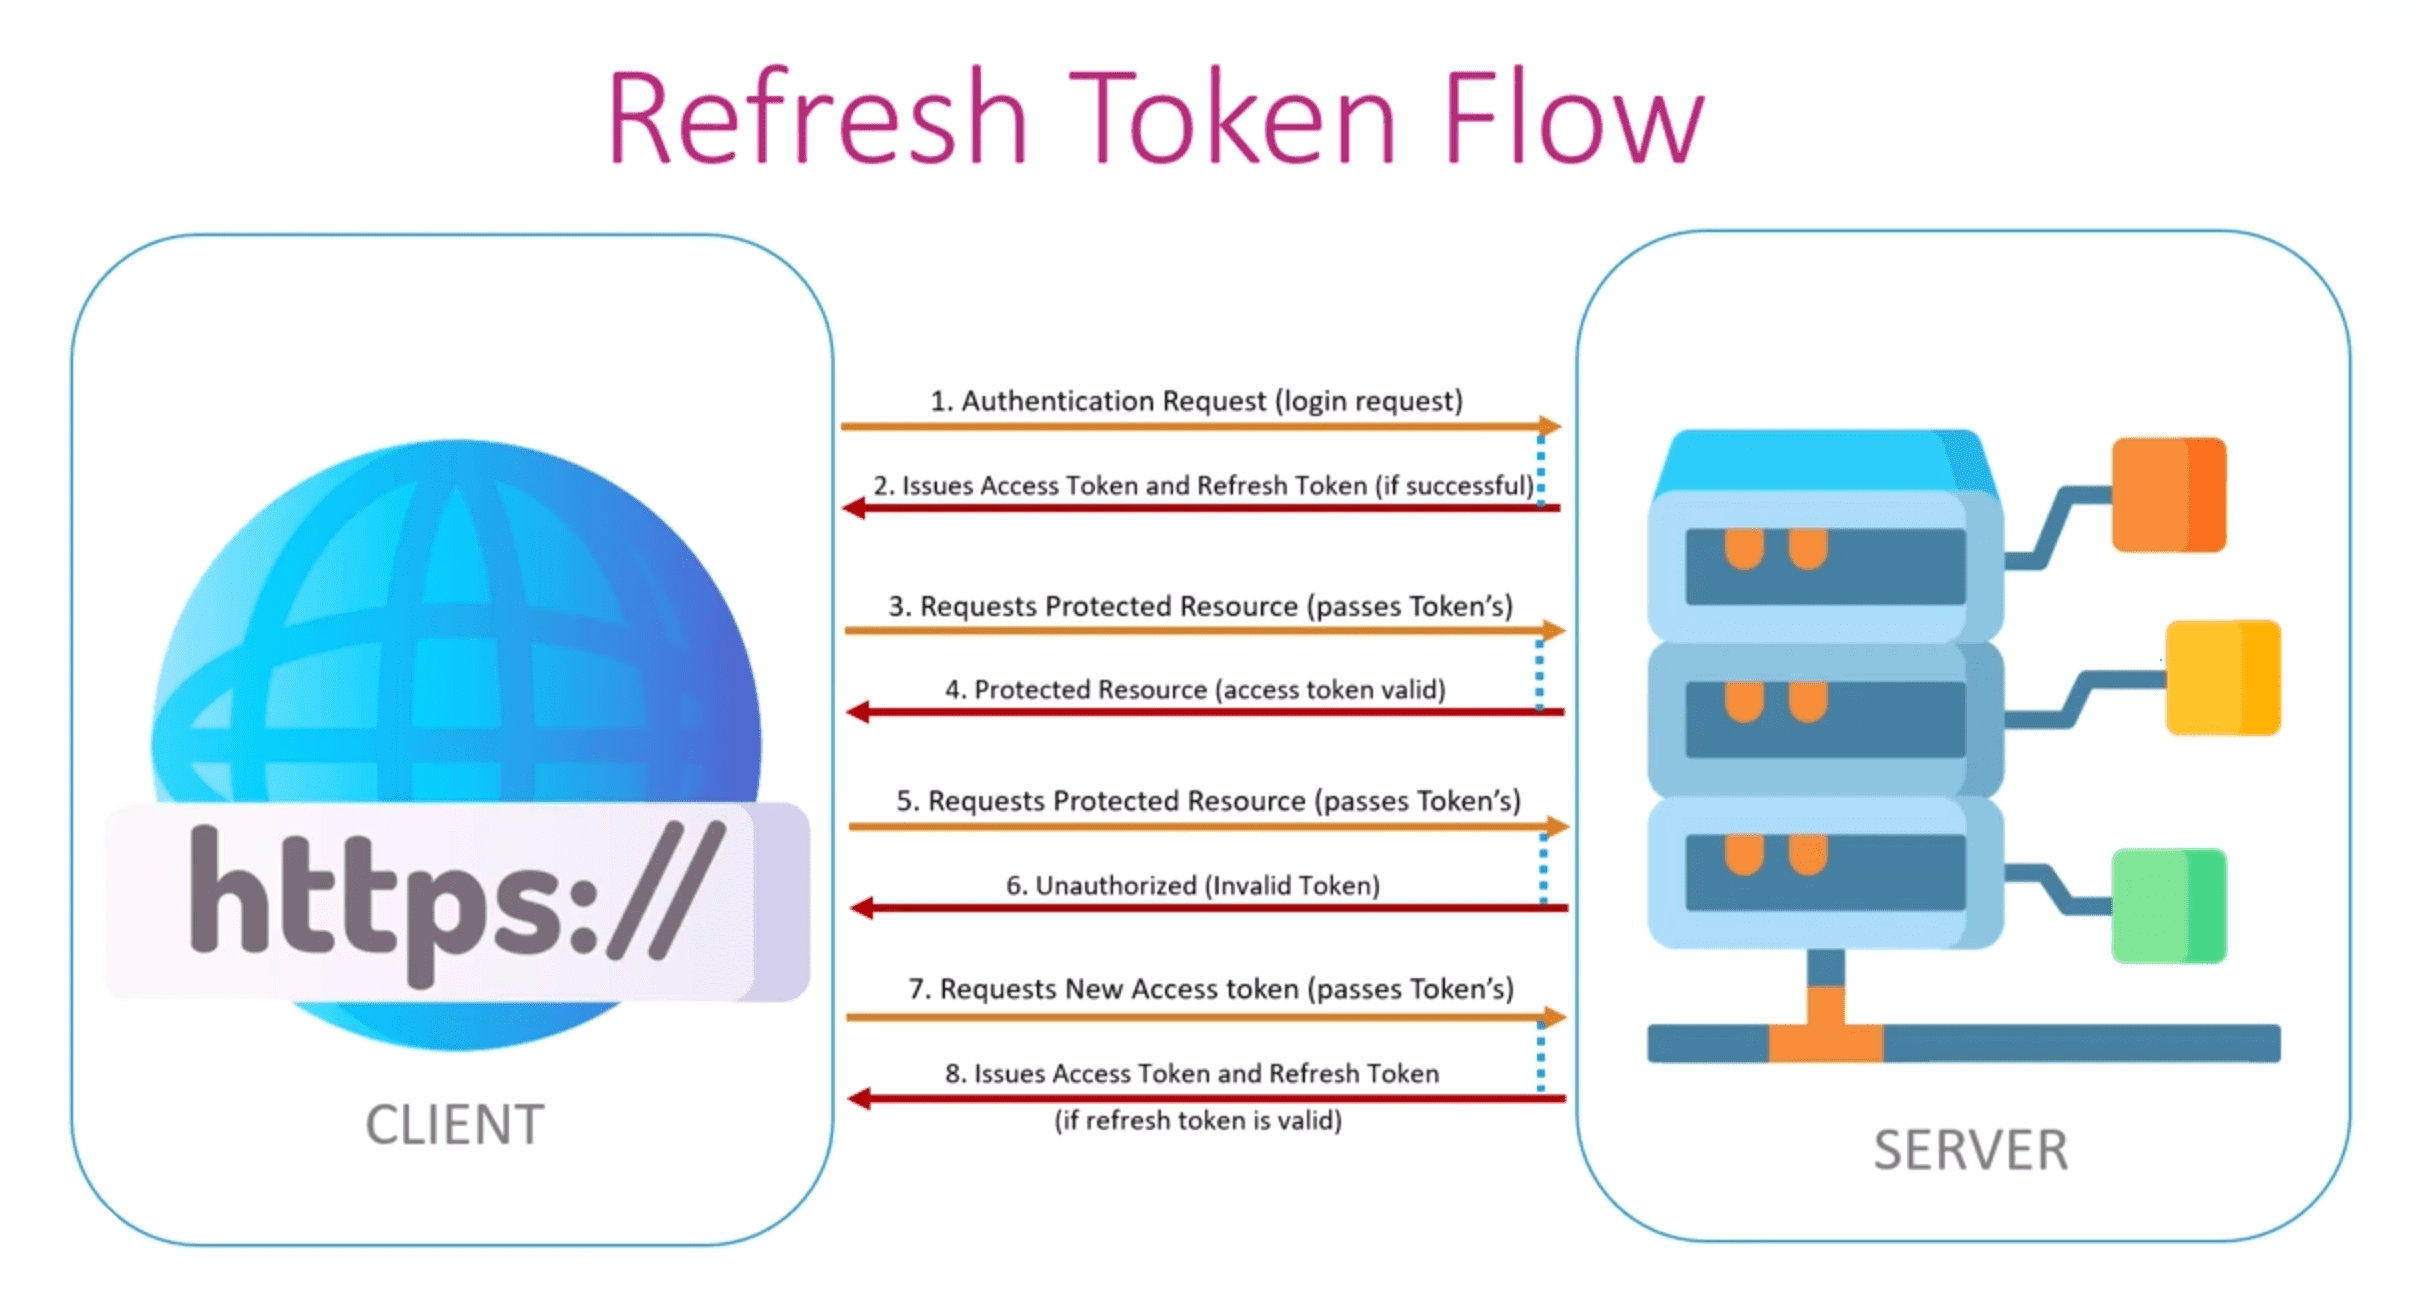 Refresh Token Flow
1. Authentication Request (login request)
2. Issues Access Token and Refresh Token (if successful)
3. Requests Protected Resource (passes Token’s)
4. Protected Resource (access token valid)
5. Requests Protected Resource (passes Token’s)
6. Unauthorized (Invalid Token)
7. Requests New Access token (passes Token’s)
8. Issues Access Token and Refresh Token
(if refresh token is valid)
https://
CLIENT
SERVER